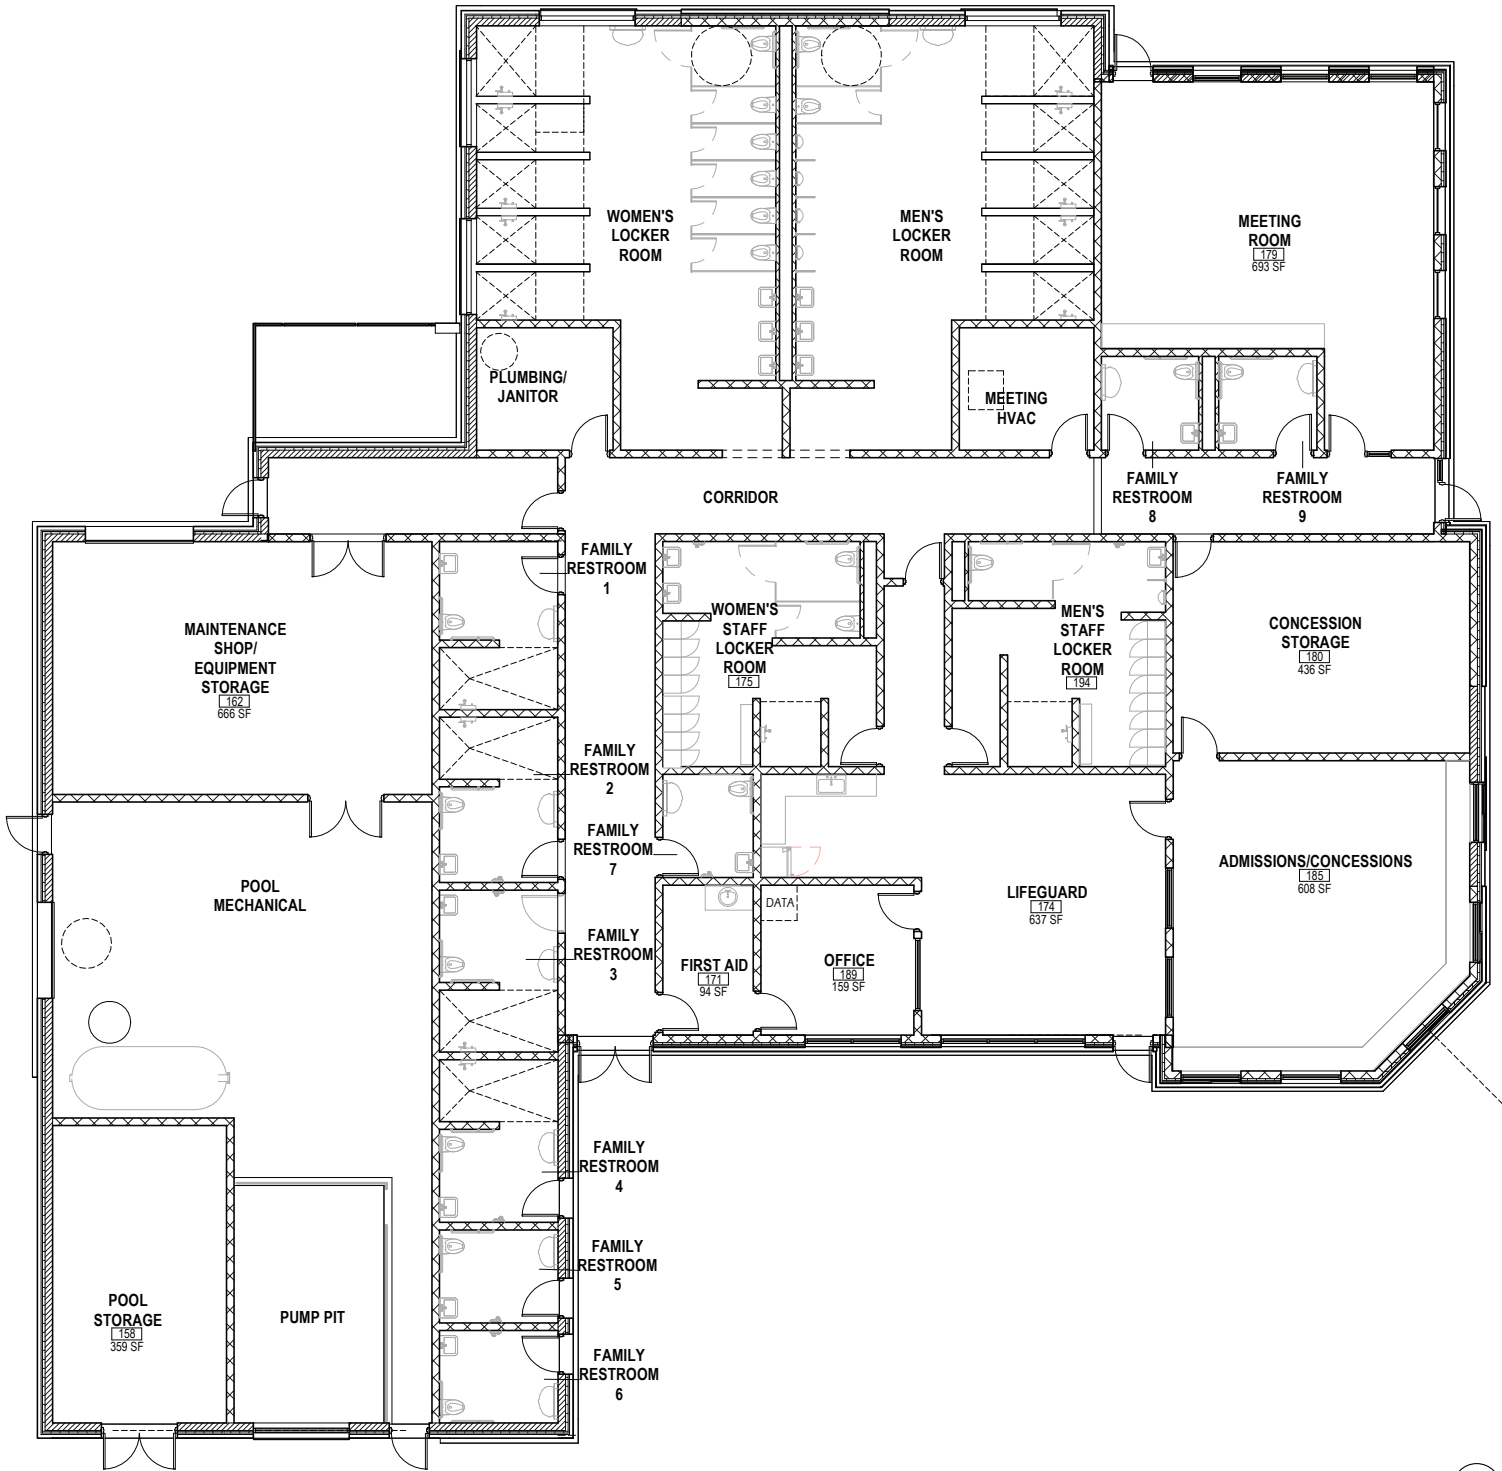 WOMEN'S
LOCKER
ROOM
MEN'S
LOCKER
ROOM
MEETING
ROOM
179
693 SF
PLUMBING/
JANITOR
MEETING
HVAC
CORRIDOR
FAMILY
RESTROOM
8
FAMILY
RESTROOM
9
FAMILY
RESTROOM
1
MAINTENANCE
SHOP/
EQUIPMENT
STORAGE
162
666 SF
WOMEN'S
STAFF
LOCKER
ROOM
175
MEN'S
STAFF
LOCKER
ROOM
194
CONCESSION
STORAGE
180
436 SF
FAMILY
RESTROOM
2
FAMILY
RESTROOM
7
POOL
MECHANICAL
ADMISSIONS/CONCESSIONS
185
608 SF
LIFEGUARD
174
637 SF
DATA
FAMILY
RESTROOM
3
FIRST AID
171
94 SF
OFFICE
189
159 SF
FAMILY
RESTROOM
4
FAMILY
RESTROOM
5
POOL
STORAGE
158
359 SF
PUMP PIT
FAMILY
RESTROOM
6